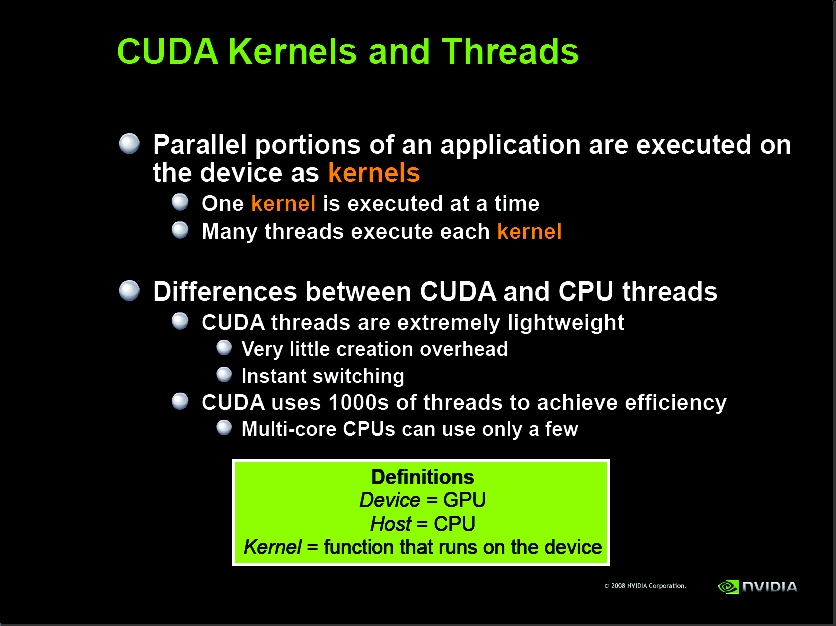 CUDA Kernels and Threads
Parallel portions of an application are executed on
the device as kernels
One kernel is executed at a time
Many threads execute each kernel
Differences between CUDA and CPU threads
CUDA threads are extremely lightweight
Very little creation overhead
Instant switching
CUDA uses 1000s of threads to achieve efficiency
Multi-core CPUs can use only a few
Definitions
Device = GPU
Host = CPU
Kernel = function that runs on the device
© 2008 NVIDIA Corporation.
NVIDIA